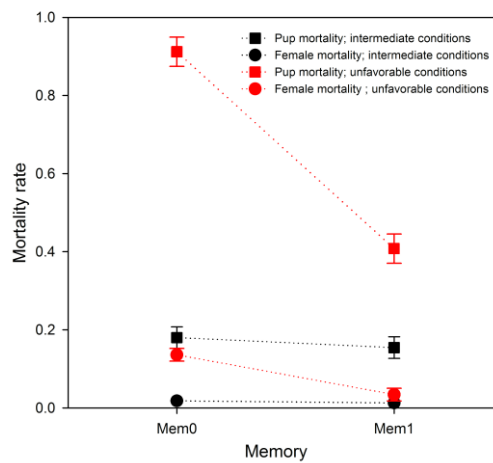 1.0
0.8
0.6
0.4
0.2
0.0
Mortality rate
Pup mortality; intermediate conditions
Female mortality; intermediate conditions
Pup mortality; unfavorable conditions
Female mortality ; unfavorable conditions
Mem0
Mem1
Memory